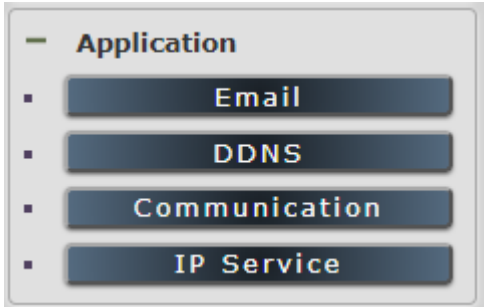 Application
Email
DDNS
Communication
IP Service